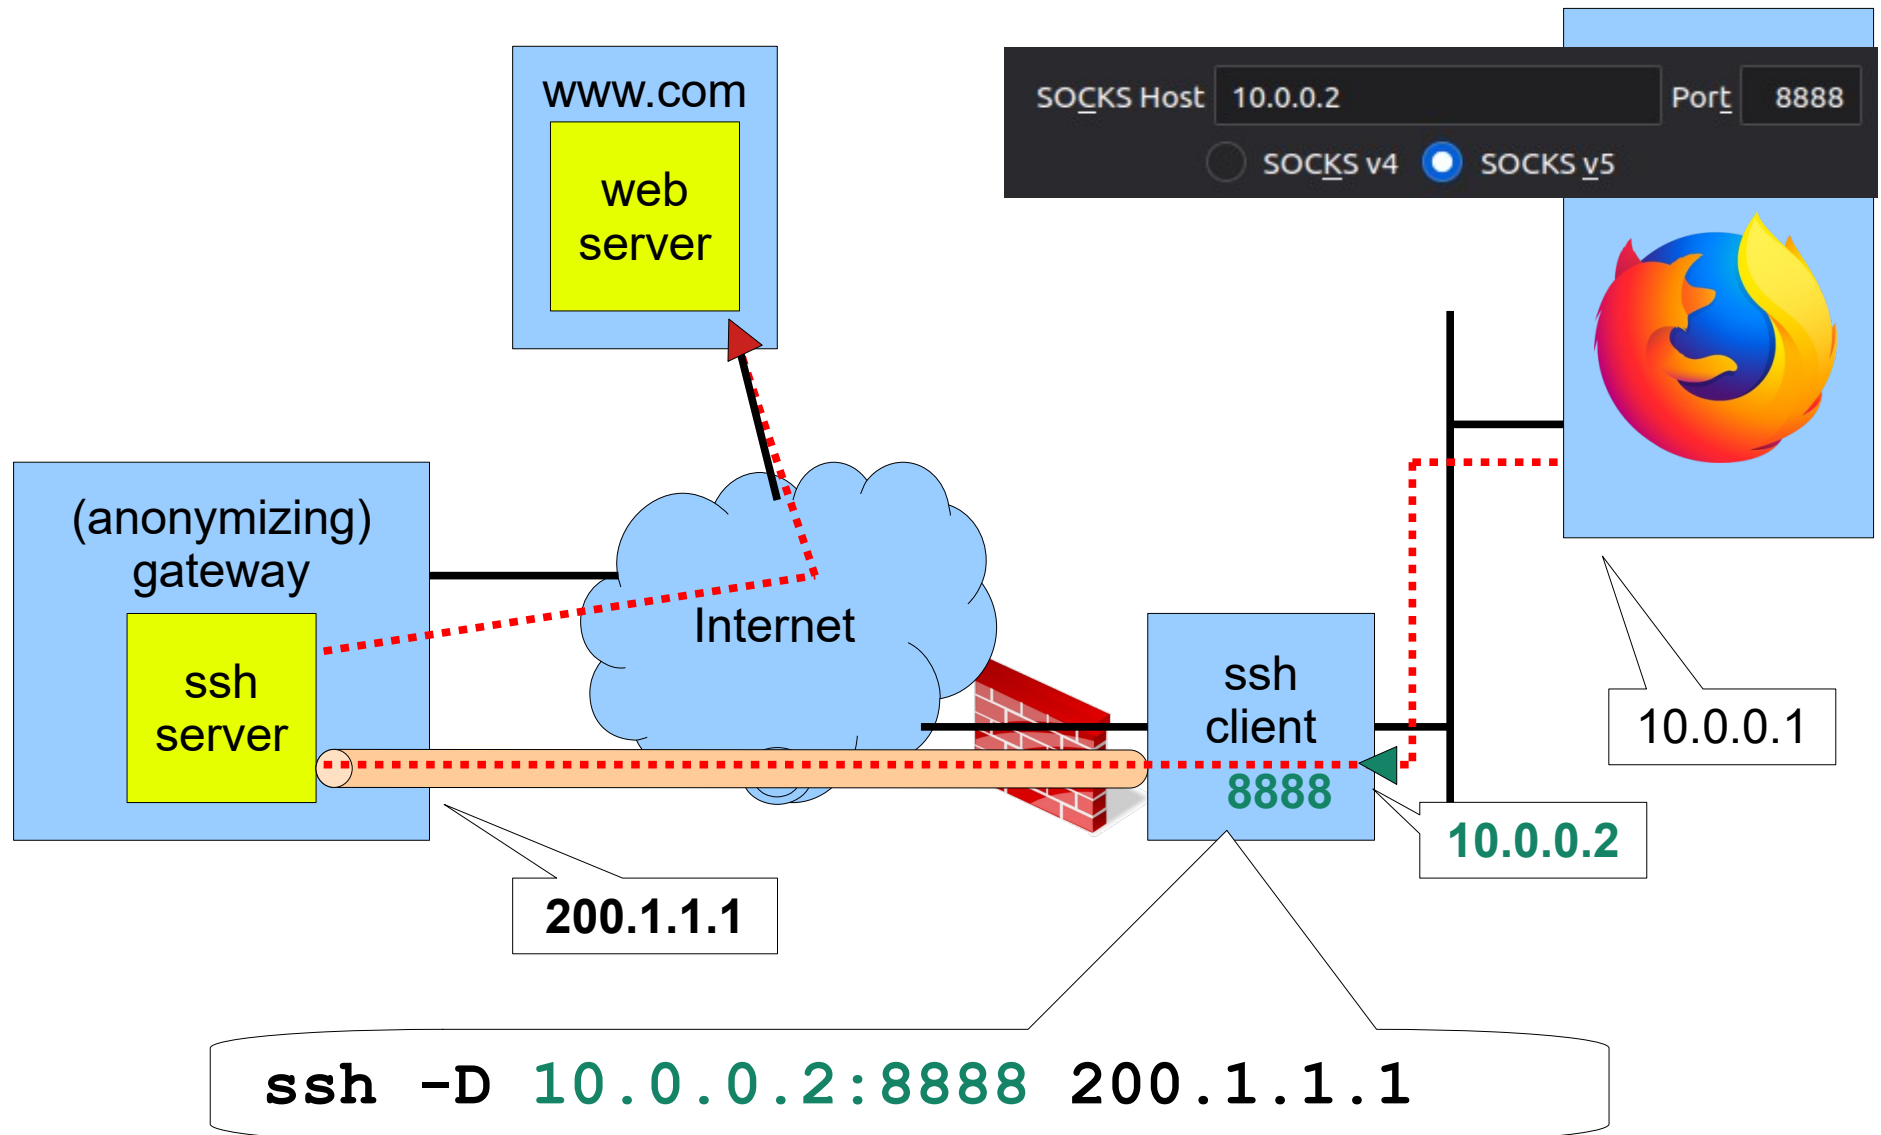 www.com
web
server
SOCKS Host 10.0.0.2 Port 8888
SOCKS v4 SOCKS v5
(anonymizing)
gateway
ssh
server
Internet
ssh
client
8888
10.0.0.1
10.0.0.2
200.1.1.1
ssh -D 10.0.0.2:8888 200.1.1.1